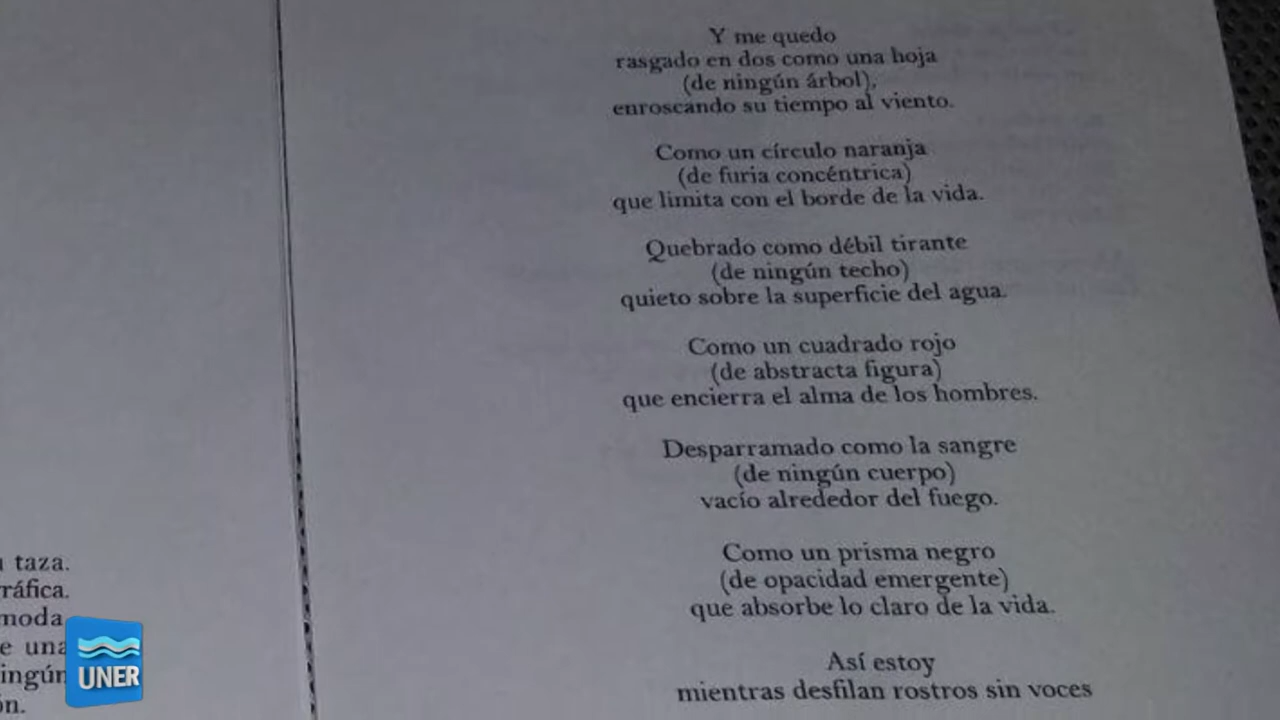 Y me quedo
rasgado en dos como una hoja
(de ningún árbol),
enroscando su tiempo al viento.
Como un círculo naranja
(de furia concéntrica)
que limita con el borde de la vida.
Quebrado como débil tirante
(de ningún techo)
quieto sobre la superficie del agua.
Como un cuadrado rojo
(de abstracta figura)
que encierra el alma de los hombres.
Desparramado como la sangre
(de ningún cuerpo)
vacío alrededor del fuego.
Como un prisma negro
(de opacidad emergente)
que absorbe lo claro de la vida.
Así estoy
mientras desfilan rostros sin voces
taza.
ráfica.
moda
e una
ingún
ón.
UNER